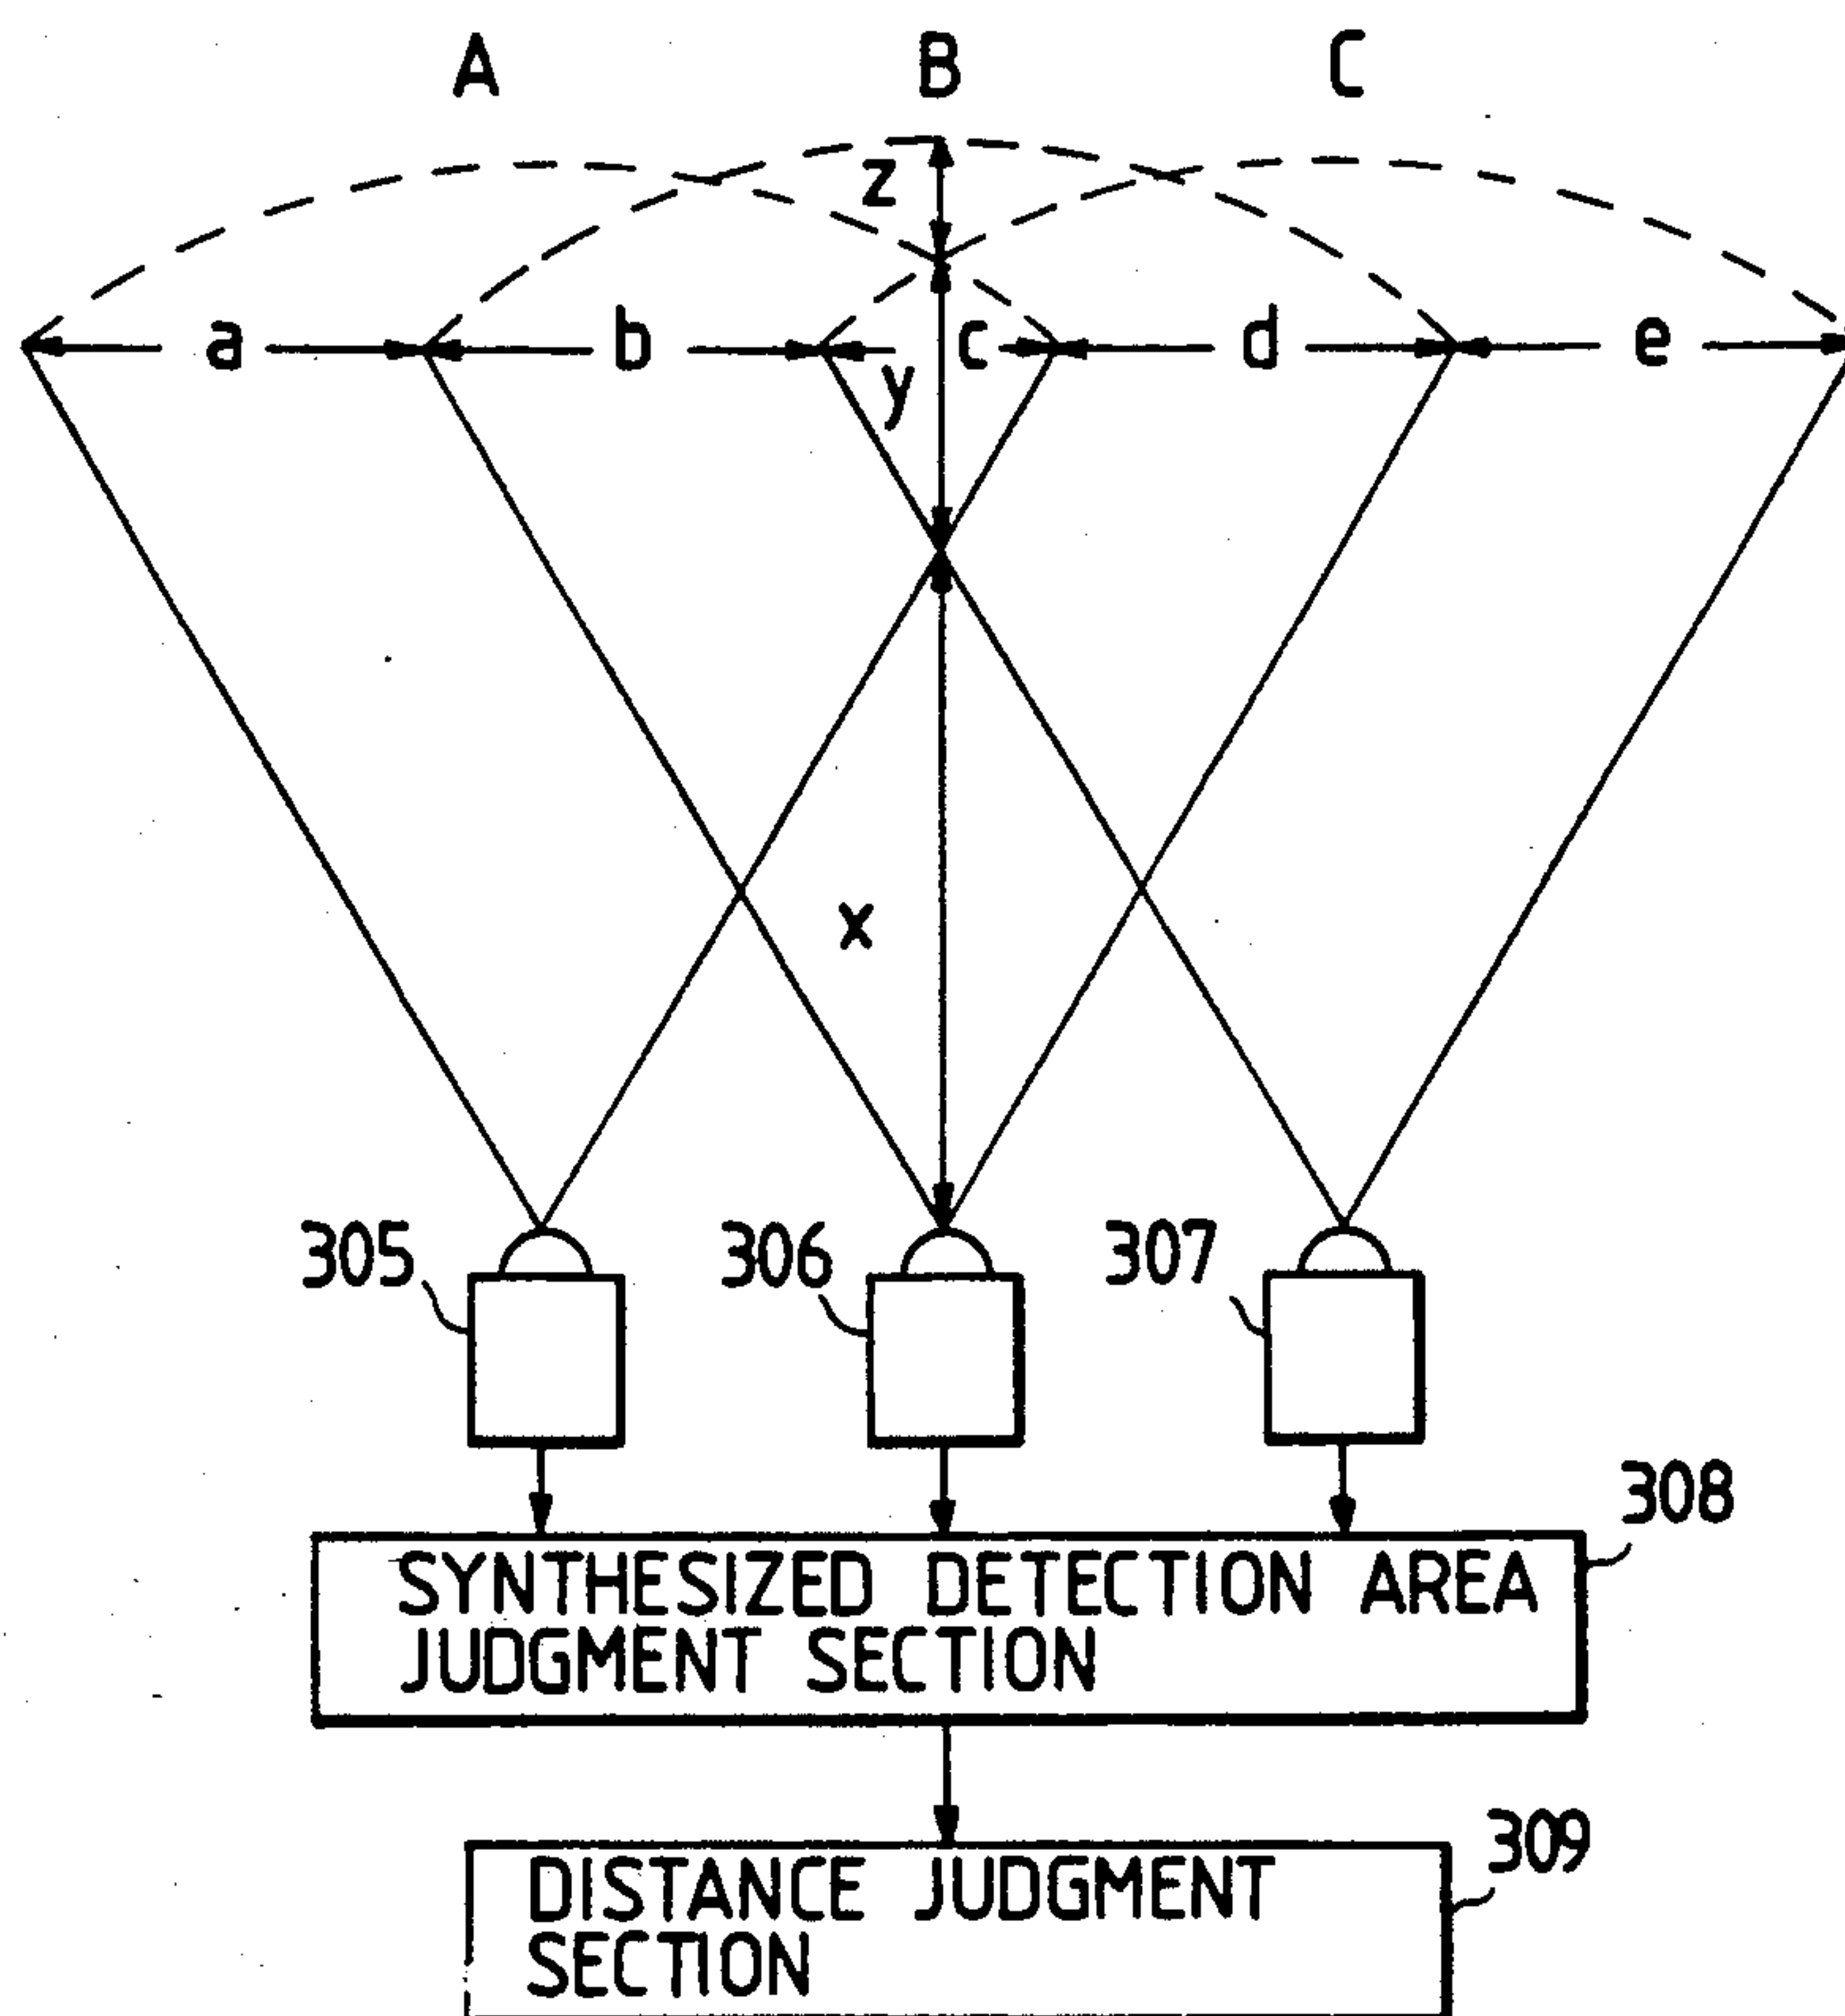 A B C
z
a b c d e
y
x
305 306 307
308
SYNTHESIZED DETECTION AREA
JUDGMENT SECTION
309
DISTANCE JUDGMENT
SECTION